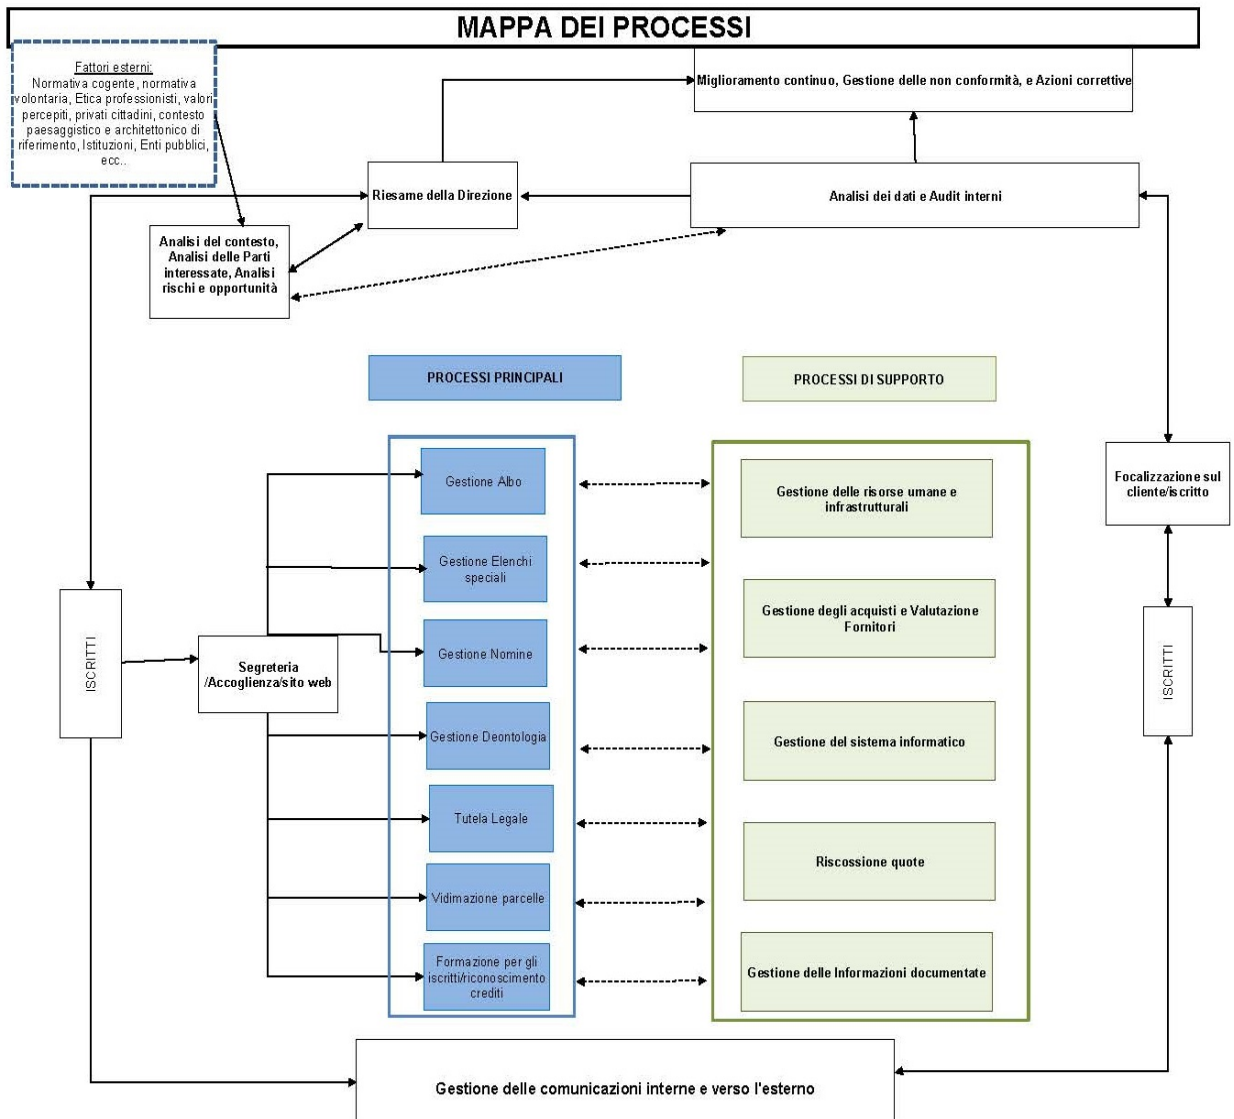 MAPPA DEI PROCESSI
Fattori esterni:
Normativa cogente, normativa
volontaria, Etica professionisti, valori
percepiti, privati cittadini, contesto
paesaggistico e architettonico di
riferimento, Istituzioni, Enti pubblici,
ecc..
Miglioramento continuo, Gestione delle non conformità, e Azioni correttive
Riesame della Direzione
Analisi dei dati e Audit interni
Analisi del contesto,
Analisi delle Parti
interessate, Analisi
rischi e opportunità
PROCESSI PRINCIPALI
PROCESSI DI SUPPORTO
Gestione Albo
Gestione Elenchi
speciali
Gestione Nomine
Gestione Deontologia
Tutela Legale
Vidimazione parcelle
Formazione per gli
iscritti/riconoscimento
crediti
Gestione delle risorse umane e
infrastrutturali
Gestione degli acquisti e Valutazione
Fornitori
Gestione del sistema informatico
Riscossione quote
Gestione delle Informazioni documentate
Focalizzazione sul
cliente/iscritto
ISCRITTI
Segreteria
/Accoglienza/sito web
ISCRITTI
Gestione delle comunicazioni interne e verso l'esterno